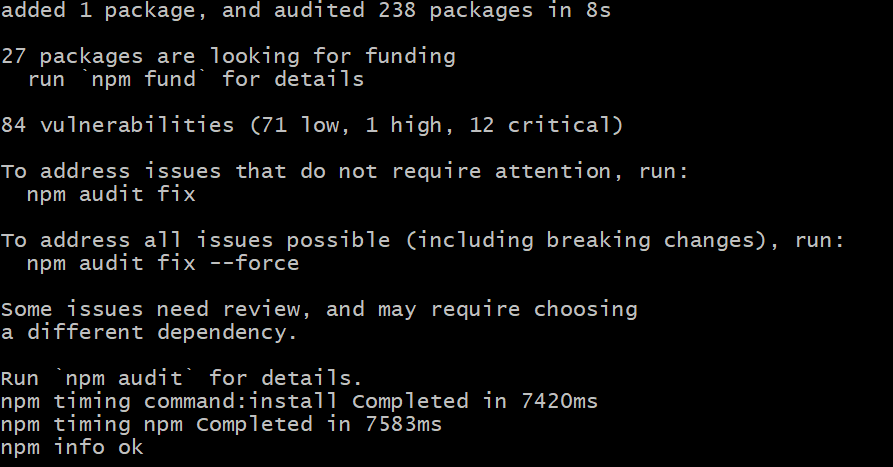 added 1 package, and audited 238 packages in 8s
27 packages are looking for funding
run `npm fund` for details
84 vulnerabilities (71 low, 1 high, 12 critical)
To address issues that do not require attention, run:
npm audit fix
To address all issues possible (including breaking changes), run:
npm audit fix --force
Some issues need review, and may require choosing
a different dependency.
Run `npm audit` for details.
npm timing command:install Completed in 7420ms
npm timing npm Completed in 7583ms
npm info ok